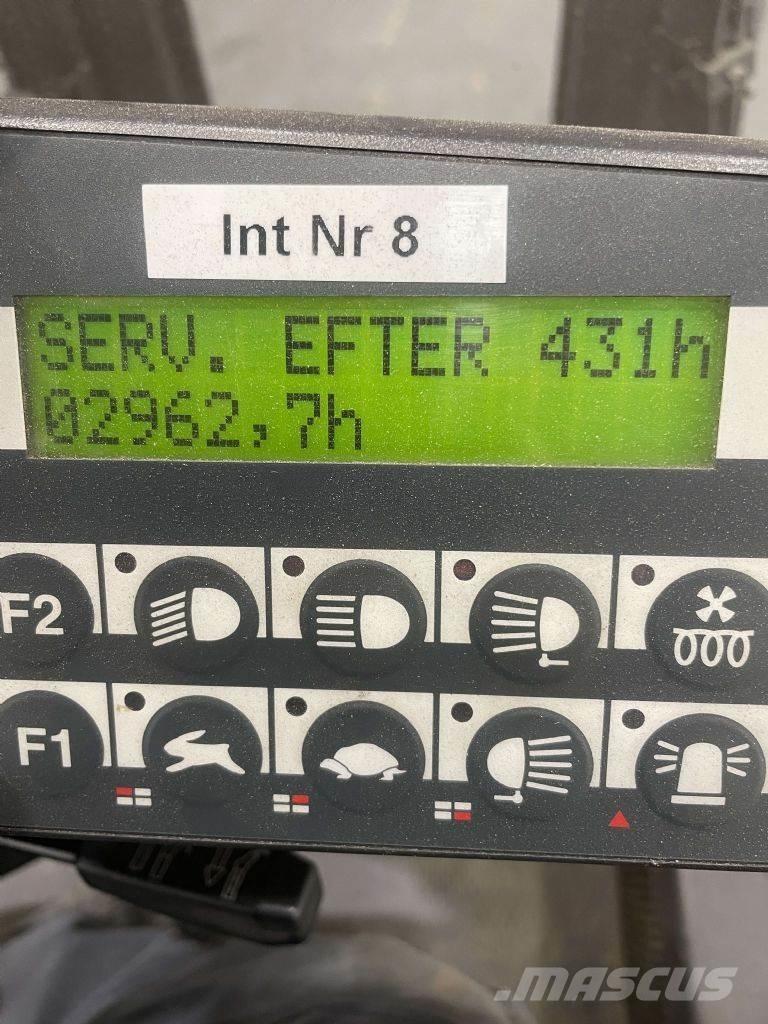 Int Nr 8
SERV. EFTER 431h
02962,7h
F2
F1
MASCUS